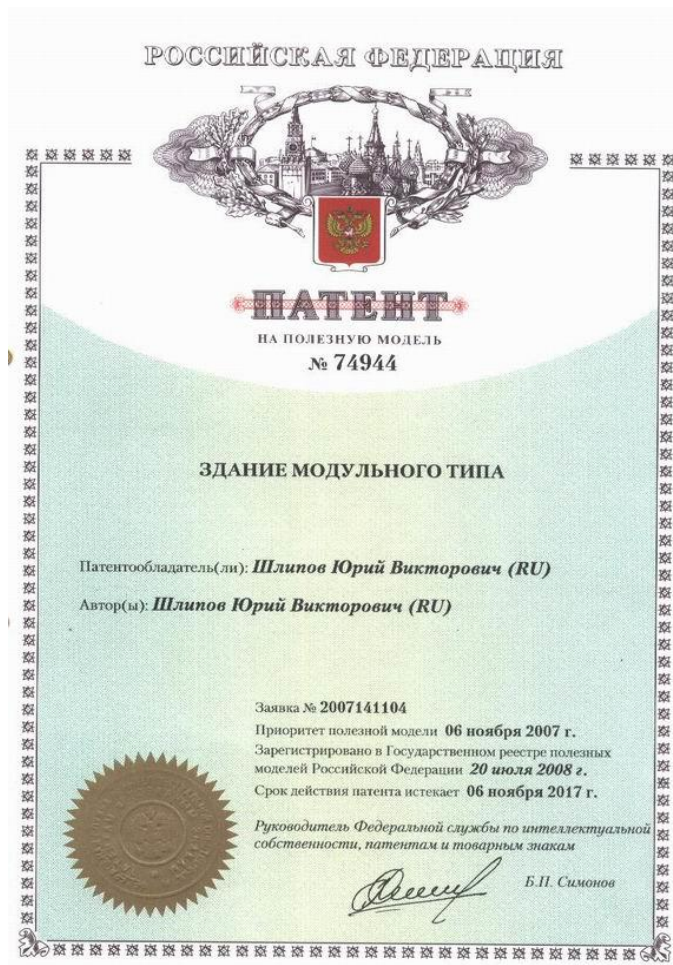 РОССИЙСКАЯ ФЕДЕРАЦИЯ
ПАТЕНТ
НА ПОЛЕЗНУЮ МОДЕЛЬ
№ 74944
ЗДАНИЕ МОДУЛЬНОГО ТИПА
Патентообладатель(ли): Шлипов Юрий Викторович (RU)
Автор(ы): Шлипов Юрий Викторович (RU)
Заявка № 2007141104
Приоритет полезной модели 06 ноября 2007 г.
Зарегистрировано в Государственном реестре полезных
моделей Российской Федерации 20 июля 2008 г.
Срок действия патента истекает 06 ноября 2017 г.
Руководитель Федеральной службы по интеллектуальной
собственности, патентам и товарным знакам
Б.П. Симонов